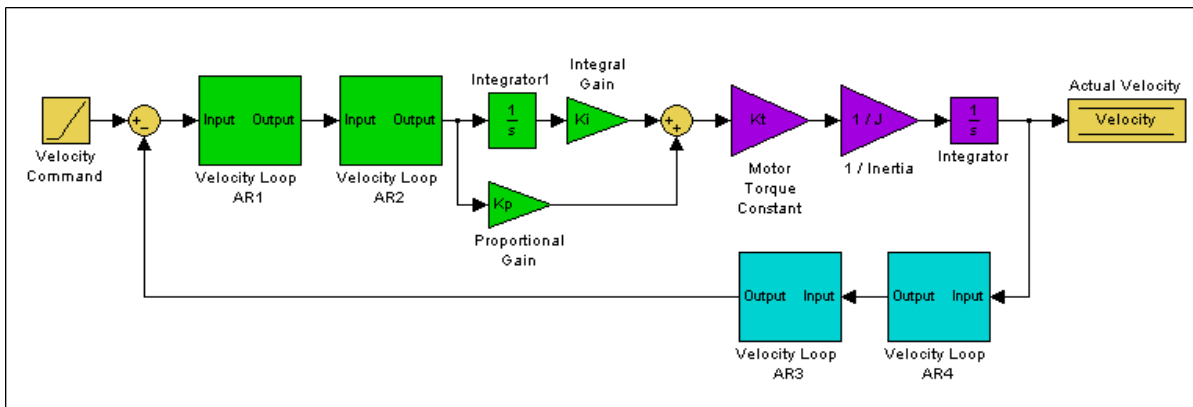 Velocity
Command
+
−
Input Output
Velocity Loop
AR1
Input Output
Velocity Loop
AR2
Integrator1
1
s
Integral
Gain
Ki
Kp
Proportional
Gain
+
+
Kt
Motor
Torque
Constant
1 / J
1 / Inertia
1
s
Integrator
Actual Velocity
Velocity
Output Input
Velocity Loop
AR3
Output Input
Velocity Loop
AR4